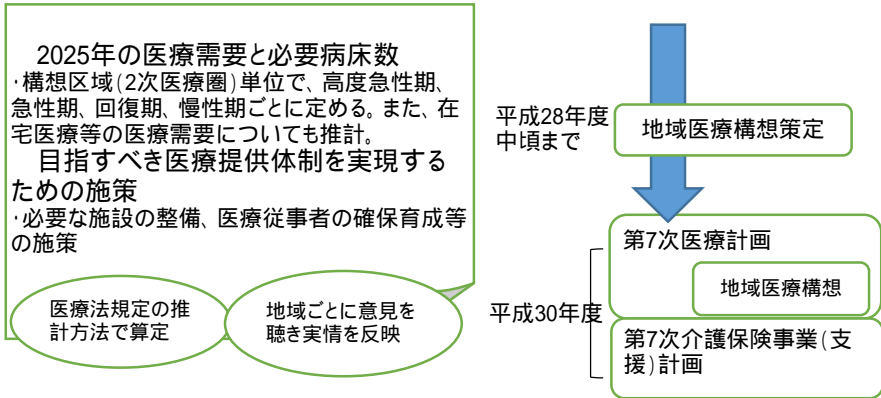 2025年の医療需要と必要病床数
・構想区域(2次医療圏)単位で、高度急性期、
急性期、回復期、慢性期ごとに定める。また、在
宅医療等の医療需要についても推計。
目指すべき医療提供体制を実現する
ための施策
・必要な施設の整備、医療従事者の確保育成等
の施策
医療法規定の推
計方法で算定
地域ごとに意見を
聴き実情を反映
平成28年度
中頃まで
地域医療構想策定
平成30年度
第7次医療計画
地域医療構想
第7次介護保険事業(支
援)計画